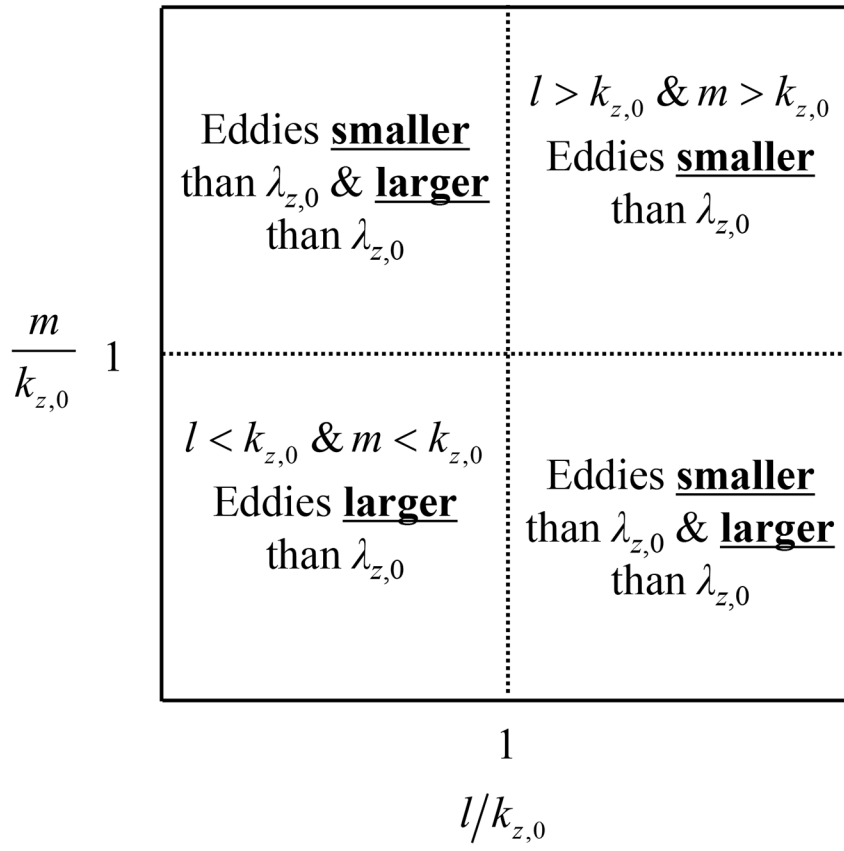 Eddies smaller
than λz,0 & larger
than λz,0
l > kz,0 & m > kz,0
Eddies smaller
than λz,0
m
kz,0
1
l < kz,0 & m < kz,0
Eddies larger
than λz,0
Eddies smaller
than λz,0 & larger
than λz,0
1
l/kz,0